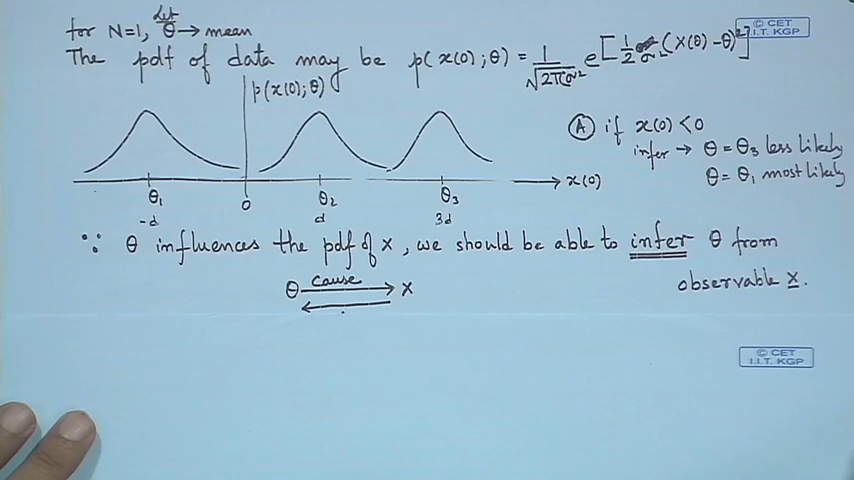 for N=1, Let θ → mean
The pdf of data may be p(x(0);θ) = 1/√2πσ² e[1/2σ² (x(0) -θ)²]
© CET
I.I.T. KGP
p(x(0);θ)
Ⓐ if x(0) < 0
infer → θ = θ₃ less likely
θ = θ₁ most likely
θ₁ 0 θ₂ θ₃ → x(0)
-d d 3d
∵ θ influences the pdf of x, we should be able to infer θ from
observable x.
θ cause x
© CET
I.I.T. KGP